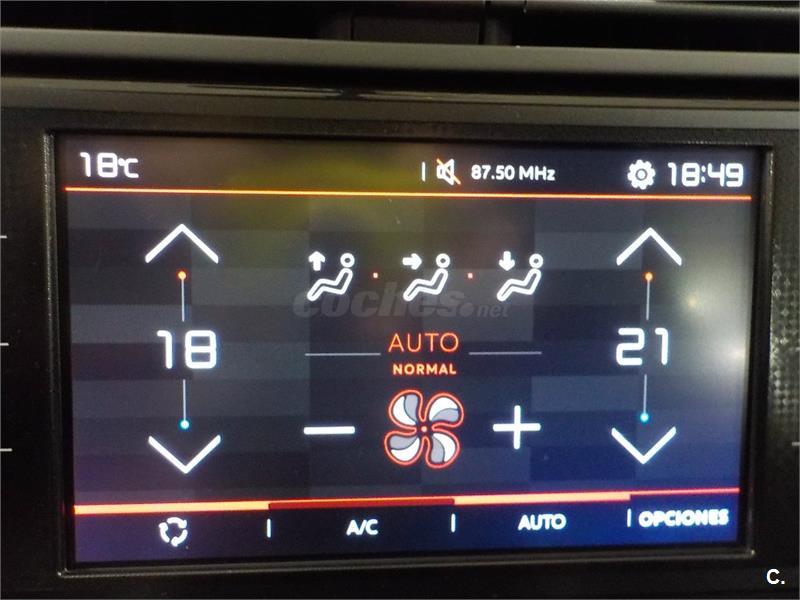 18°C 87.50 MHz 18:49
coches.net
18 AUTO 21
NORMAL
A/C AUTO OPCIONES
C.